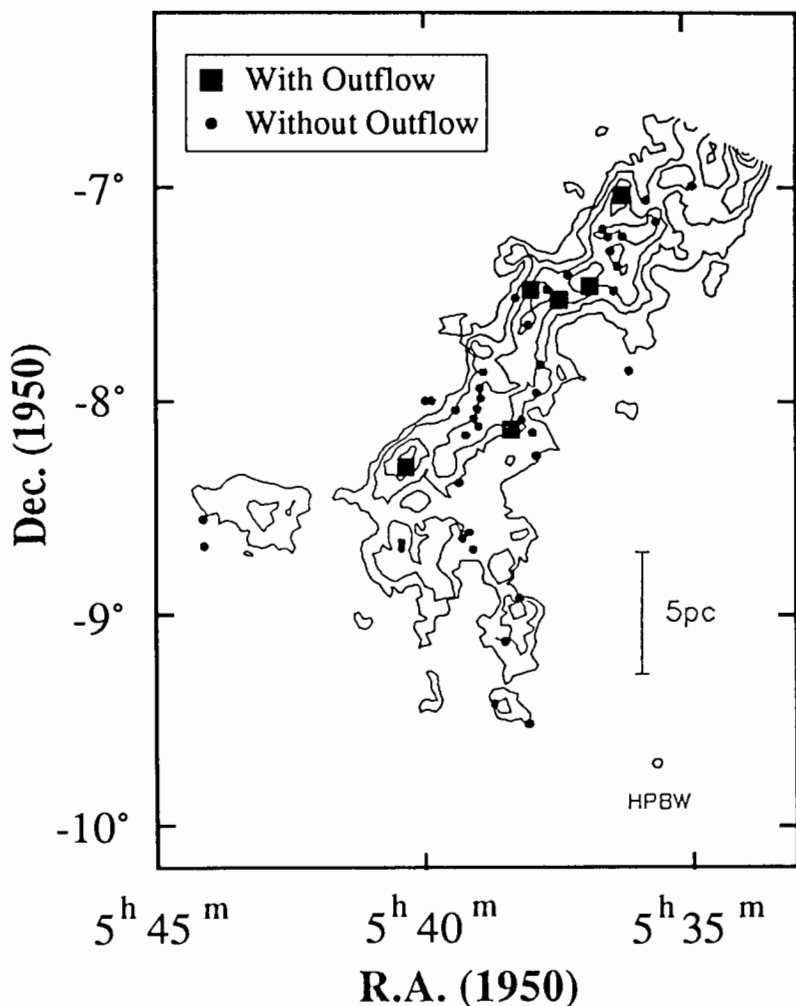 With Outflow
Without Outflow
-7°
-8°
-9°
-10°
Dec. (1950)
5pc
HPBW
5h 45m
5h 40m
5h 35m
R.A. (1950)